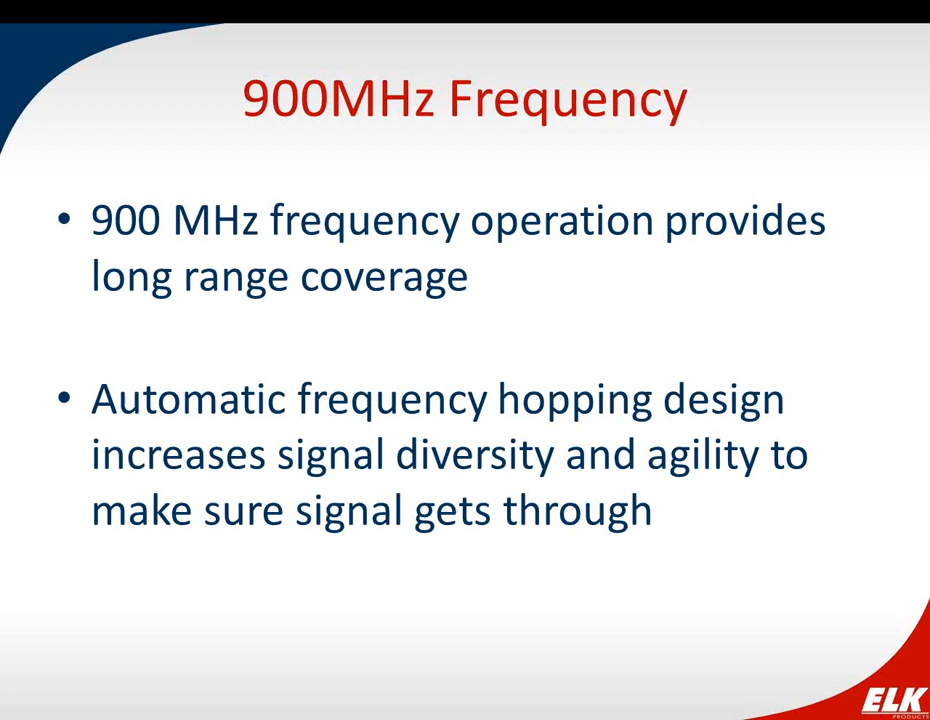 900MHz Frequency
• 900 MHz frequency operation provides
long range coverage
• Automatic frequency hopping design
increases signal diversity and agility to
make sure signal gets through
ELK
PRODUCTS